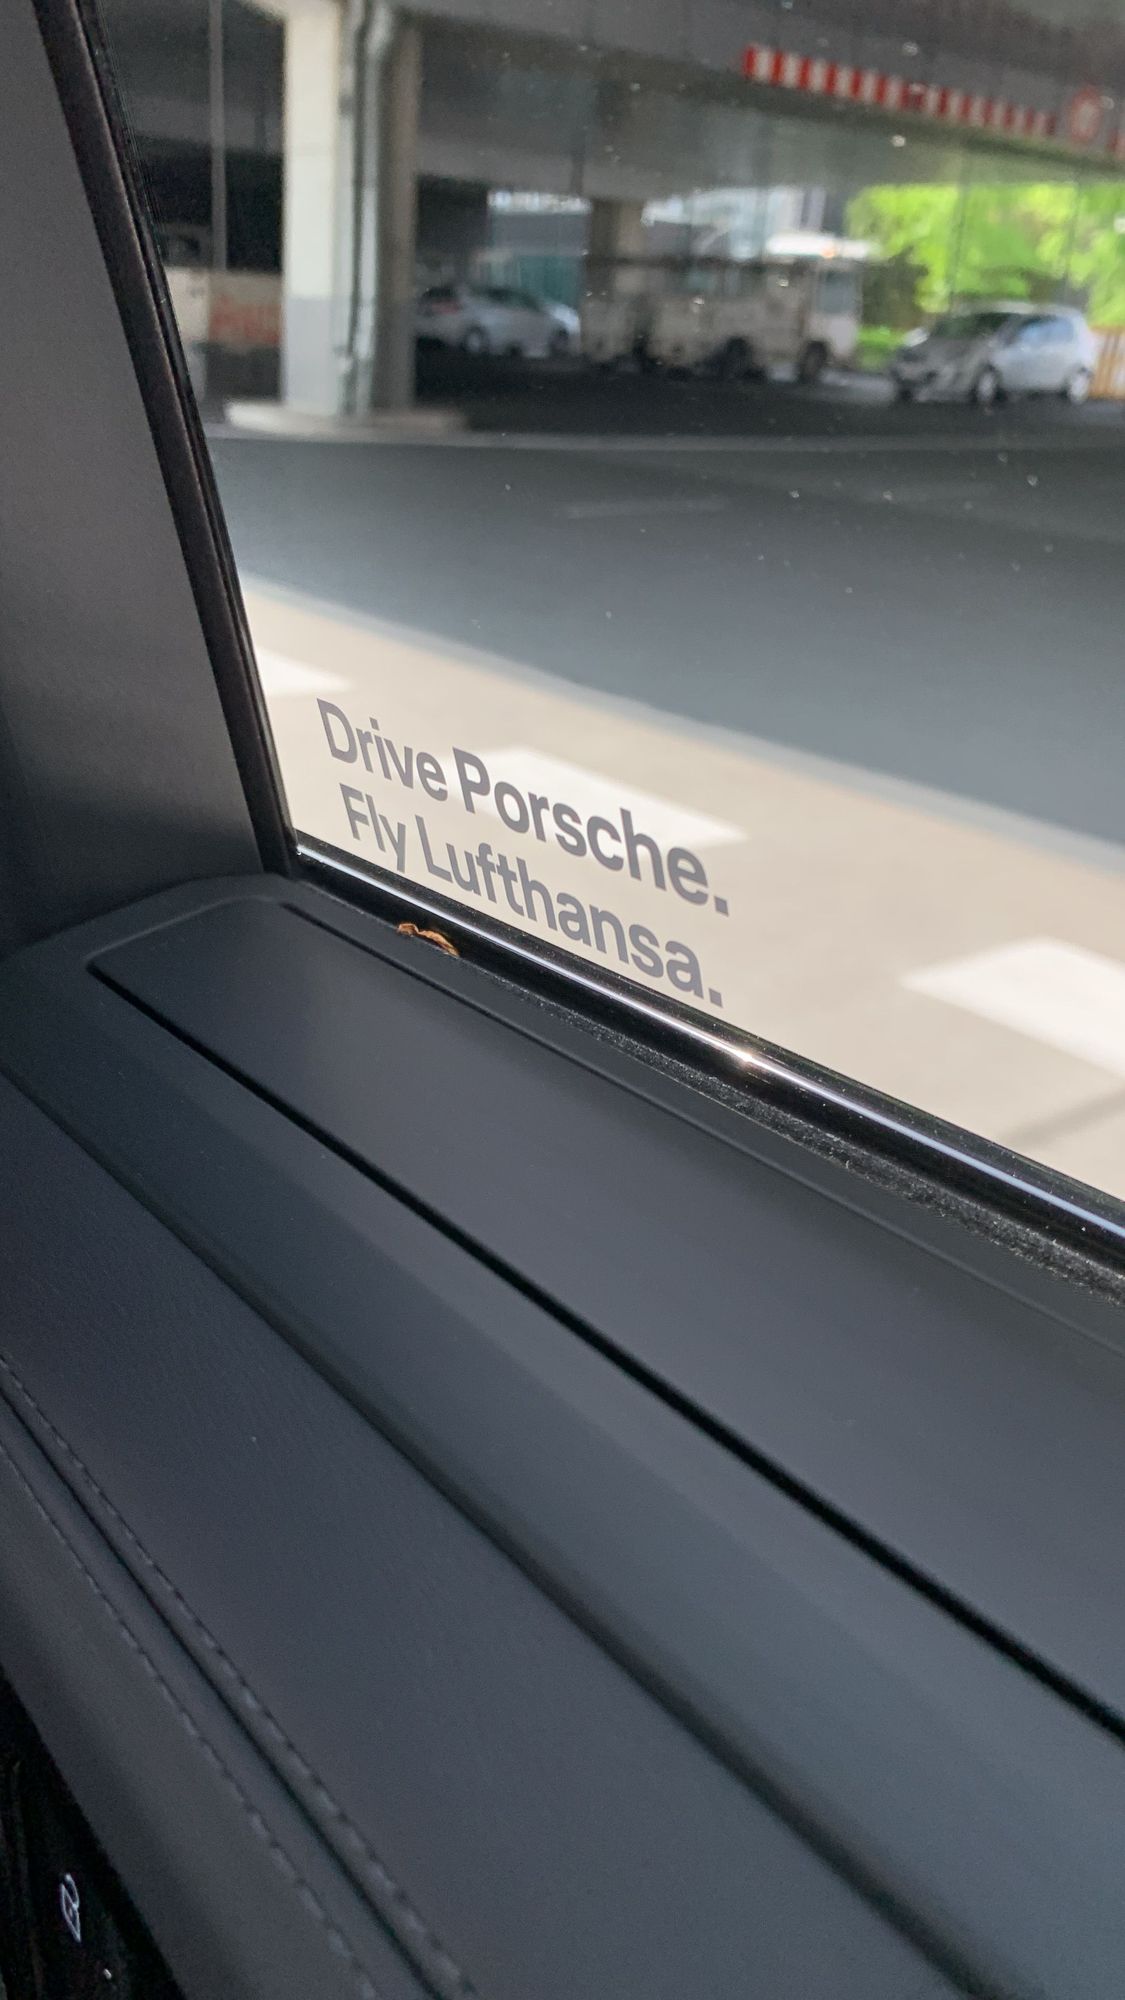 Drive Porsche.
Fly Lufthansa.